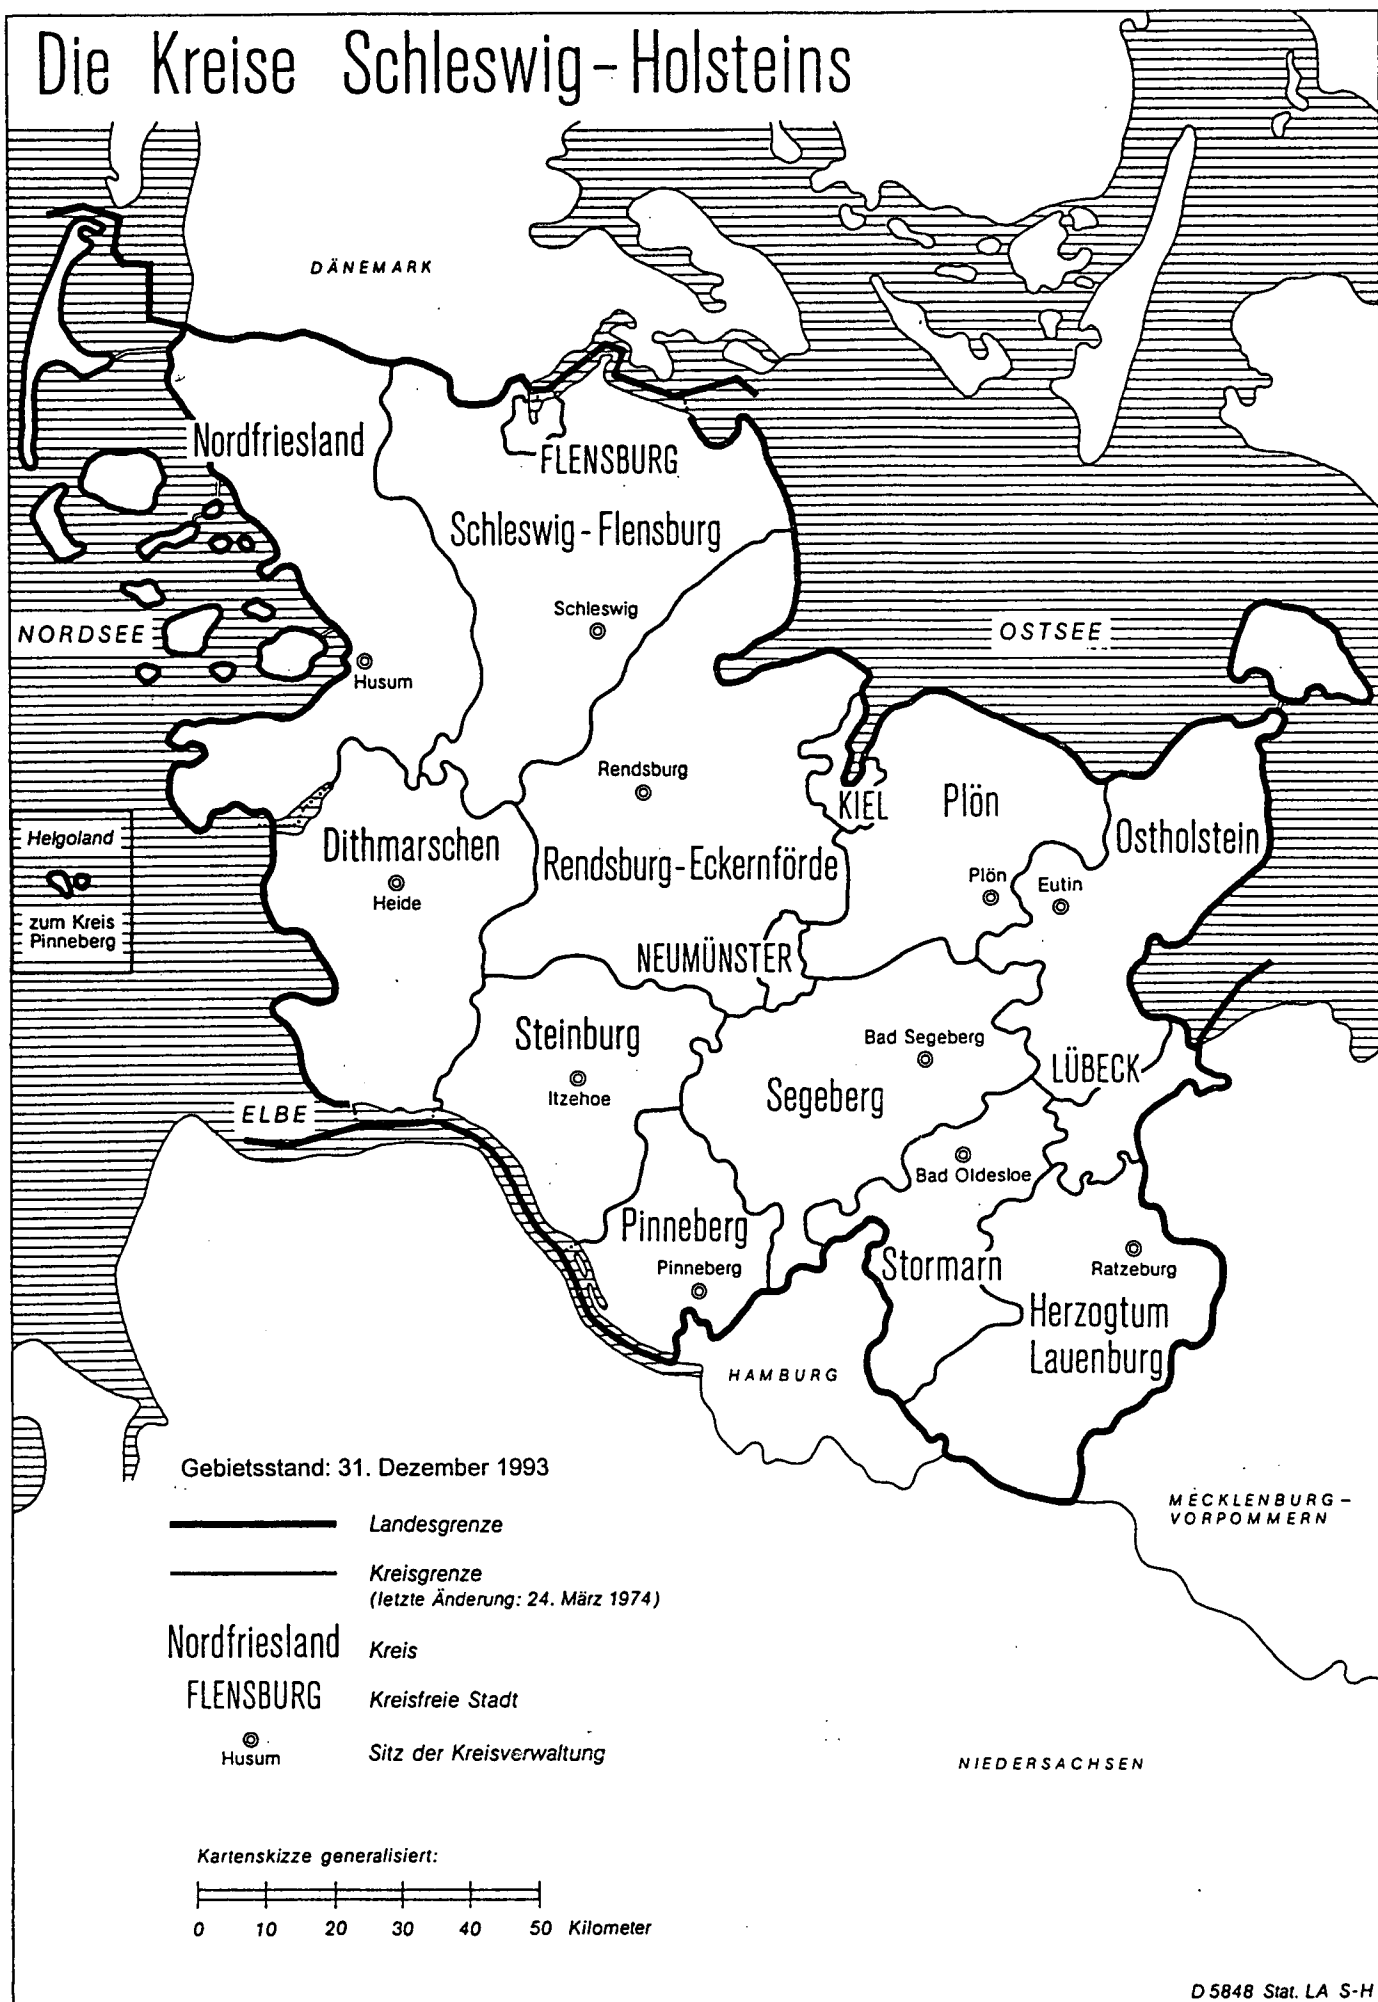 Die Kreise Schleswig-Holsteins
DÄNEMARK
Nordfriesland
FLENSBURG
Schleswig-Flensburg
Schleswig
NORDSEE
OSTSEE
Husum
Rendsburg
KIEL
Plön
Helgoland
zum Kreis
Pinneberg
Dithmarschen
Heide
Rendsburg-Eckernförde
Ostholstein
Plön
Eutin
NEUMÜNSTER
Steinburg
Itzehoe
Bad Segeberg
Segeberg
LÜBECK
ELBE
Bad Oldesloe
Pinneberg
Pinneberg
Stormarn
Ratzeburg
Herzogtum
Lauenburg
HAMBURG
Gebietsstand: 31. Dezember 1993
MECKLENBURG-
VORPOMMERN
Landesgrenze
Kreisgrenze
(letzte Änderung: 24. März 1974)
Nordfriesland Kreis
FLENSBURG Kreisfreie Stadt
Husum Sitz der Kreisverwaltung
NIEDERSACHSEN
Kartenskizze generalisiert:
0 10 20 30 40 50 Kilometer
D 5848 Stat. LA S-H